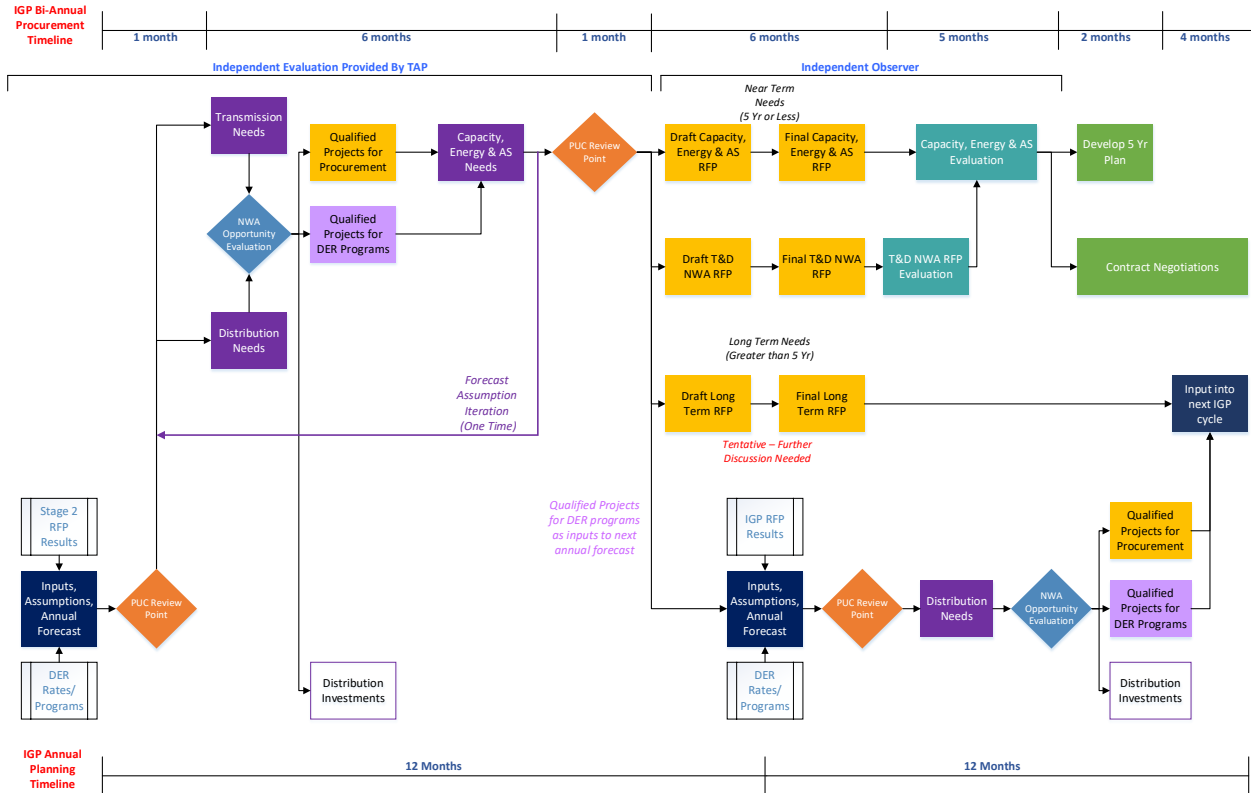 IGP Bi-Annual
Procurement
Timeline
1 month
6 months
1 month
6 months
5 months
2 months
4 months
Independent Evaluation Provided By TAP
Independent Observer
Near Term
Needs
(5 Yr or Less)
Transmission
Needs
Qualified
Projects for
Procurement
Capacity,
Energy & AS
Needs
PUC Review
Point
Draft Capacity,
Energy & AS
RFP
Final Capacity,
Energy & AS
RFP
Capacity, Energy & AS
Evaluation
Develop 5 Yr
Plan
NWA
Opportunity
Evaluation
Qualified
Projects for
DER Programs
Draft T&D
NWA RFP
Final T&D NWA
RFP
T&D NWA RFP
Evaluation
Contract Negotiations
Distribution
Needs
Long Term Needs
(Greater than 5 Yr)
Forecast
Assumption
Iteration
(One Time)
Draft Long
Term RFP
Final Long
Term RFP
Input into
next IGP
cycle
Tentative – Further
Discussion Needed
Stage 2
RFP
Results
Qualified Projects
for DER programs
as inputs to next
annual forecast
IGP RFP
Results
Qualified
Projects for
Procurement
Inputs,
Assumptions,
Annual
Forecast
PUC Review
Point
Inputs,
Assumptions,
Annual
Forecast
PUC Review
Point
Distribution
Needs
NWA
Opportunity
Evaluation
Qualified
Projects for
DER Programs
DER
Rates/
Programs
Distribution
Investments
DER
Rates/
Programs
Distribution
Investments
IGP Annual
Planning
Timeline
12 Months
12 Months